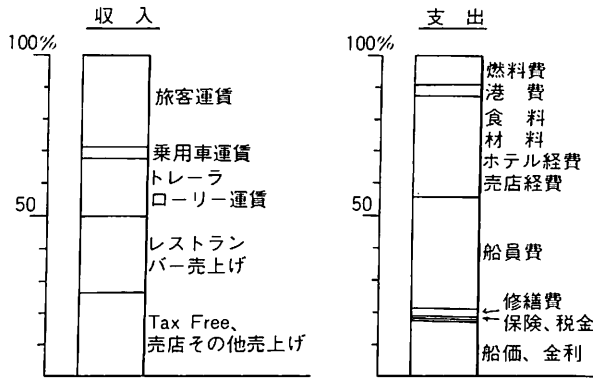 収入
100%
旅客運賃
乗用車運賃
トレーラ
ローリー運賃
50
レストラン
バー売上げ
Tax Free、
売店その他売上げ
支出
100%
燃料費
港費
食料
材料
ホテル経費
売店経費
50
船員費
修繕費
保険、税金
船価、金利